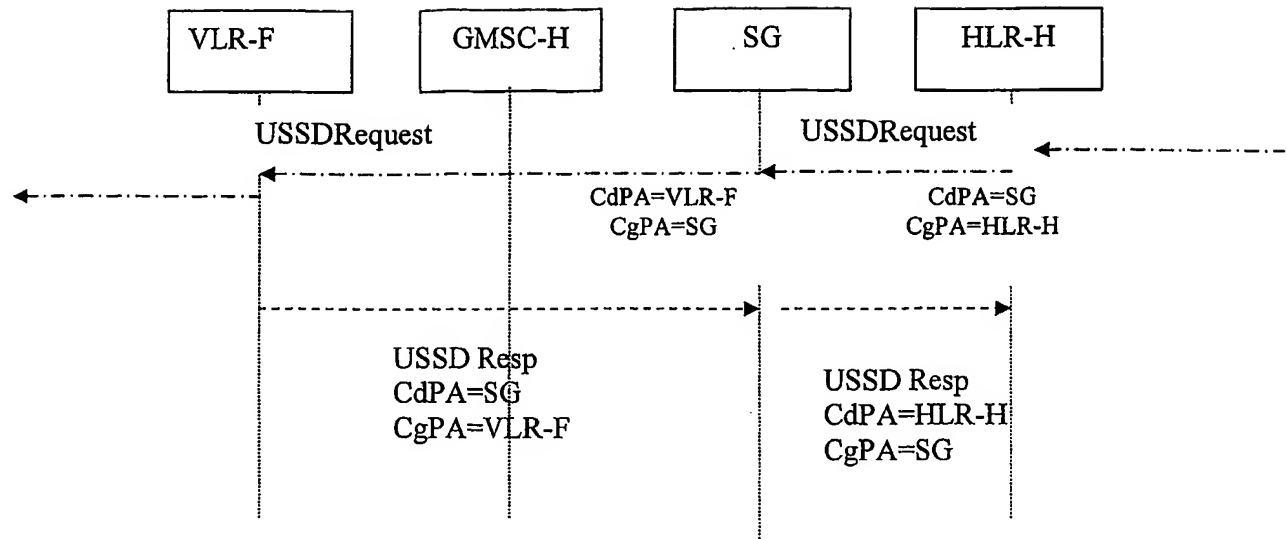 VLR-F
GMSC-H
SG
HLR-H
USSDRequest
USSDRequest
CdPA=VLR-F
CgPA=SG
CdPA=SG
CgPA=HLR-H
USSD Resp
CdPA=SG
CgPA=VLR-F
USSD Resp
CdPA=HLR-H
CgPA=SG